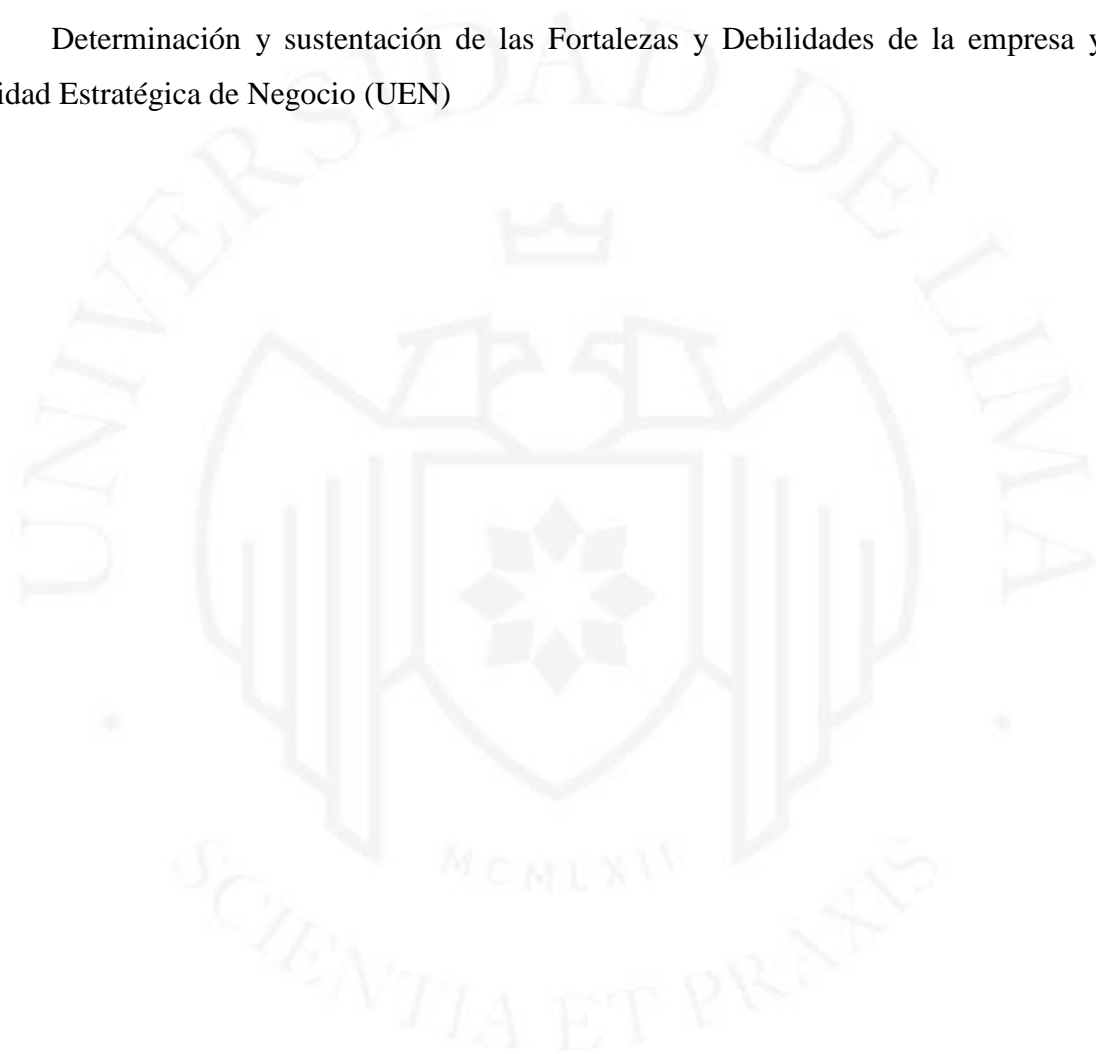 Determinación y sustentación de las Fortalezas y Debilidades de la empresa y
idad Estratégica de Negocio (UEN)
UNIVERSIDAD DE LIMA
MCMLXII
SCIENTIA ET PRAXIS